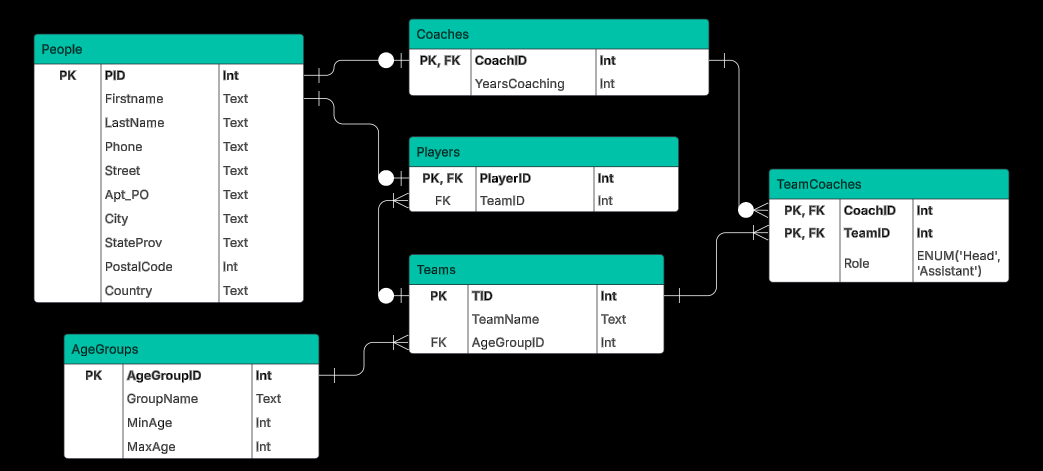 People
PK PID Int
Firstname Text
LastName Text
Phone Text
Street Text
Apt_PO Text
City Text
StateProv Text
PostalCode Int
Country Text
Coaches
PK, FK CoachID Int
YearsCoaching Int
Players
PK, FK PlayerID Int
FK TeamID Int
Teams
PK TID Int
TeamName Text
FK AgeGroupID Int
AgeGroups
PK AgeGroupID Int
GroupName Text
MinAge Int
MaxAge Int
TeamCoaches
PK, FK CoachID Int
PK, FK TeamID Int
Role ENUM('Head',
'Assistant')